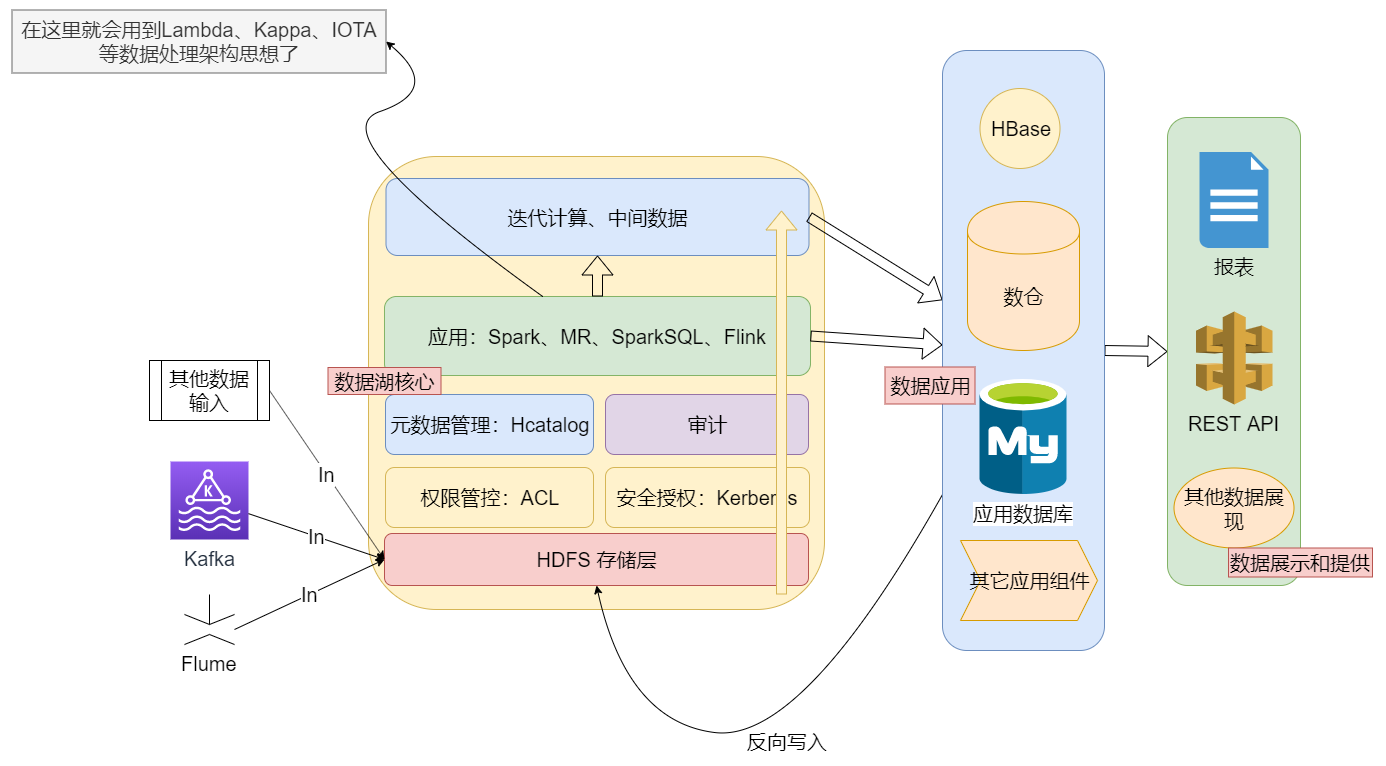 在这里就会用到Lambda、Kappa、IOTA
等数据处理架构思想了
迭代计算、中间数据
应用：Spark、MR、SparkSQL、Flink
数据湖核心
元数据管理：Hcatalog
审计
权限管控：ACL
安全授权：Kerberos
HDFS 存储层
其他数据
输入
In
K
Kafka
In
Flume
In
HBase
数仓
数据应用
My
应用数据库
其它应用组件
反向写入
报表
REST API
其他数据展
现
数据展示和提供